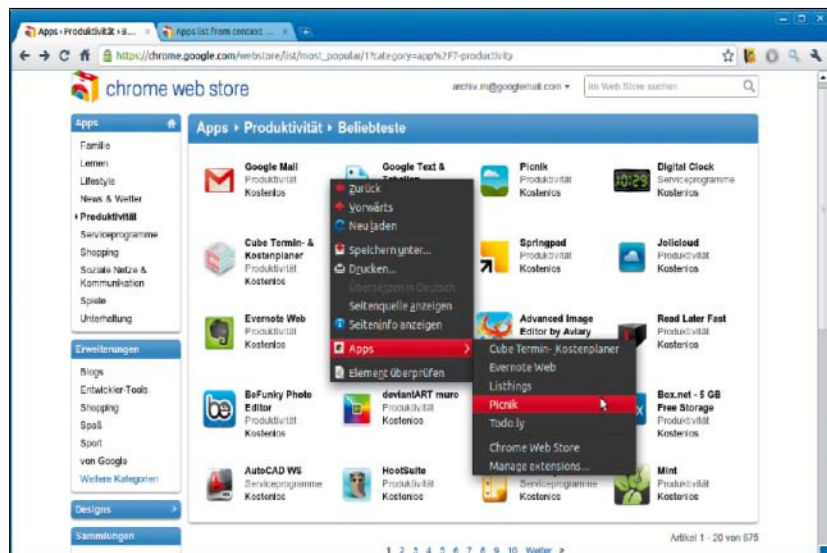 Apps › Produktivität › B...
Apps list from context ...
https://chrome.google.com/webstore/list/most_popular/1?category=app%2F7-productivity
chrome web store
archiv.m@googlemail.com
Im Web Store suchen
Apps
Familie
Lernen
Lifestyle
News & Wetter
Produktivität
Serviceprogramme
Shopping
Soziale Netze &
Kommunikation
Spiele
Unterhaltung
Erweiterungen
Blogs
Entwickler-Tools
Shopping
Spaß
Sport
von Google
Weitere Kategorien
Designs
Sammlungen
Apps › Produktivität › Beliebteste
Google Mail
Produktivität
Kostenlos
Google Text &
Picnik
Produktivität
Kostenlos
10:29
Digital Clock
Serviceprogramme
Kostenlos
Cube Termin- &
Kostenplaner
Produktivität
Kostenlos
Springpad
Produktivität
Kostenlos
Jolicloud
Produktivität
Kostenlos
Evernote Web
Produktivität
Kostenlos
Advanced Image
Editor by Aviary
Read Later Fast
Produktivität
Kostenlos
BeFunky Photo
Editor
Produktivität
Kostenlos
deviantART muro
Produktivität
Kostenlos
Box.net - 5 GB
Free Storage
Produktivität
Kostenlos
AutoCAD WS
Serviceprogramme
Kostenlos
HootSuite
Produktivität
Kostenlos
Serviceprogramme
Kostenlos
Mint
Produktivität
Kostenlos
Zurück
Vorwärts
Neu laden
Speichern unter...
Drucken...
Übersetzen in Deutsch
Seitenquelle anzeigen
Seiteninfo anzeigen
Apps
Element überprüfen
Cube Termin-_Kostenplaner
Evernote Web
Listhings
Picnik
Todo.ly
Chrome Web Store
Manage extensions...
Artikel 1 - 20 von 675
1 2 3 4 5 6 7 8 9 10 Weiter >